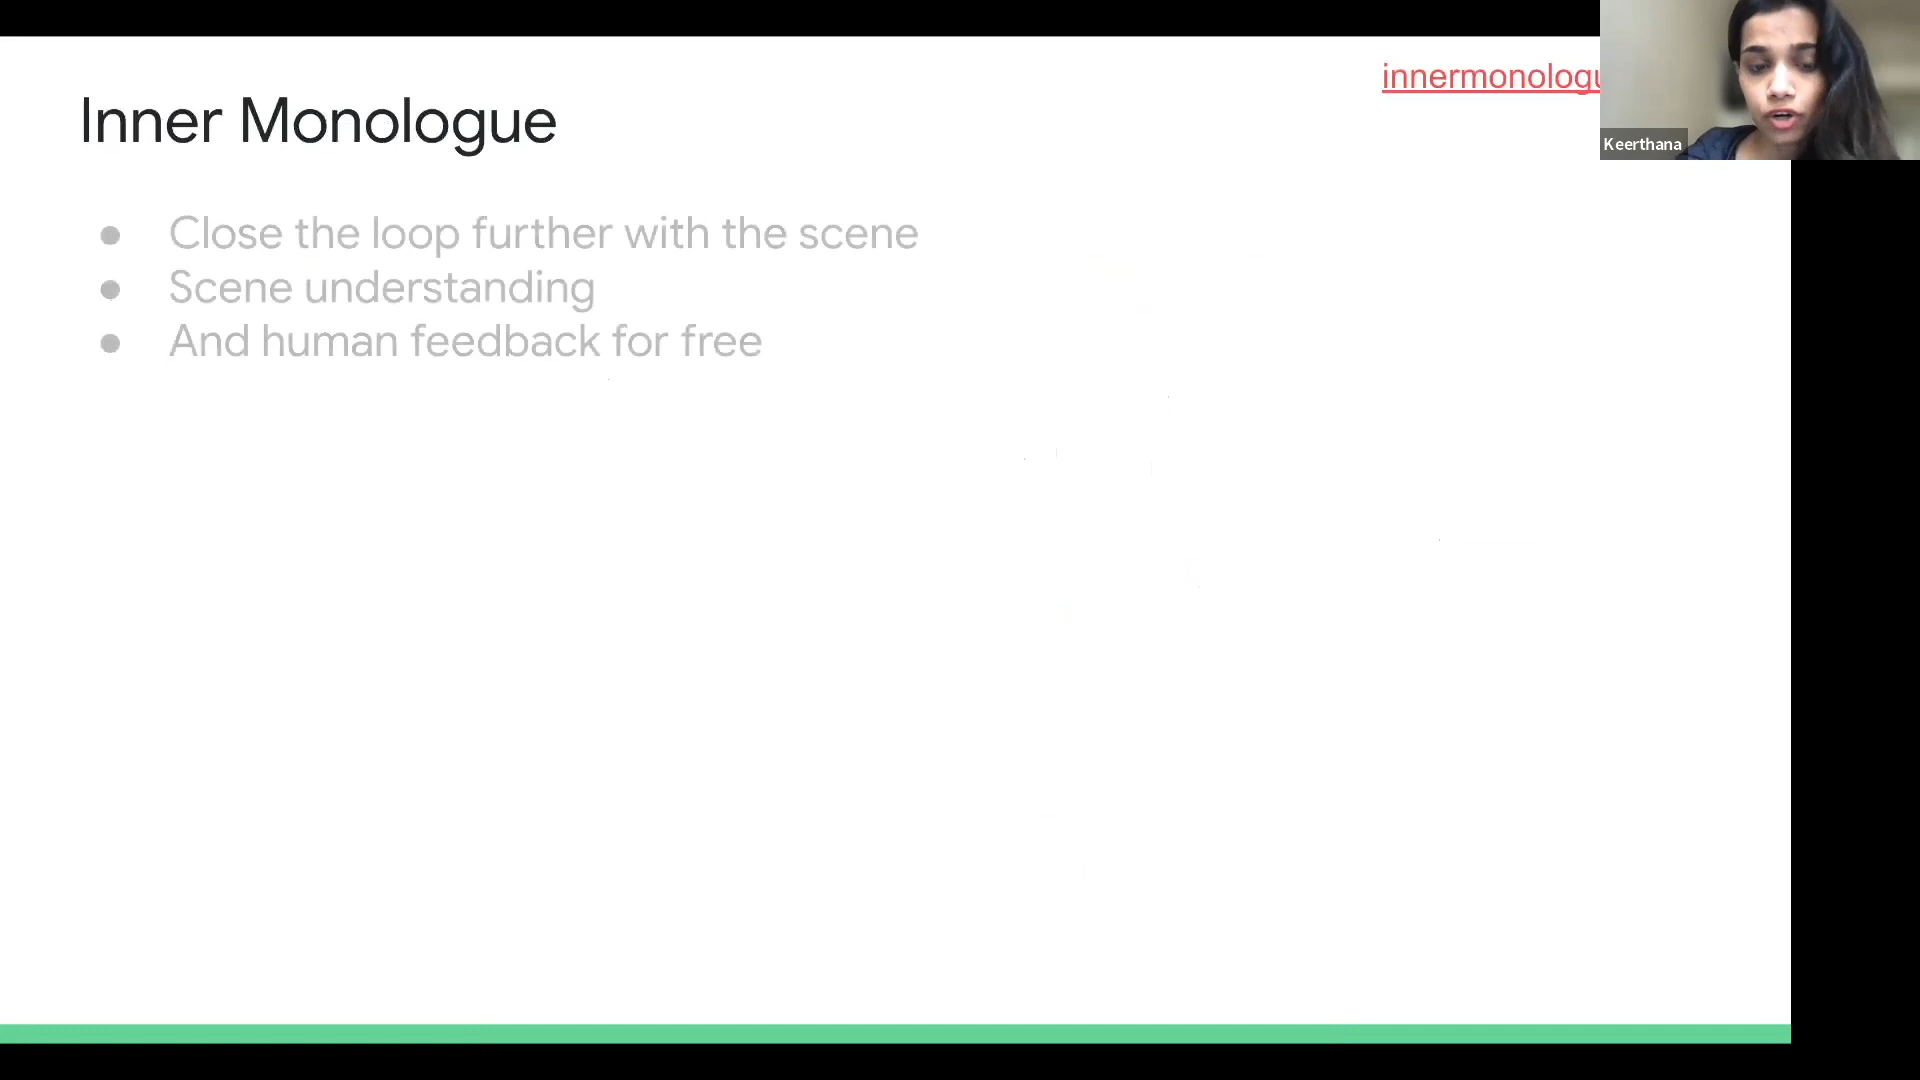 innermonologu
Inner Monologue
Keerthana
● Close the loop further with the scene
● Scene understanding
● And human feedback for free